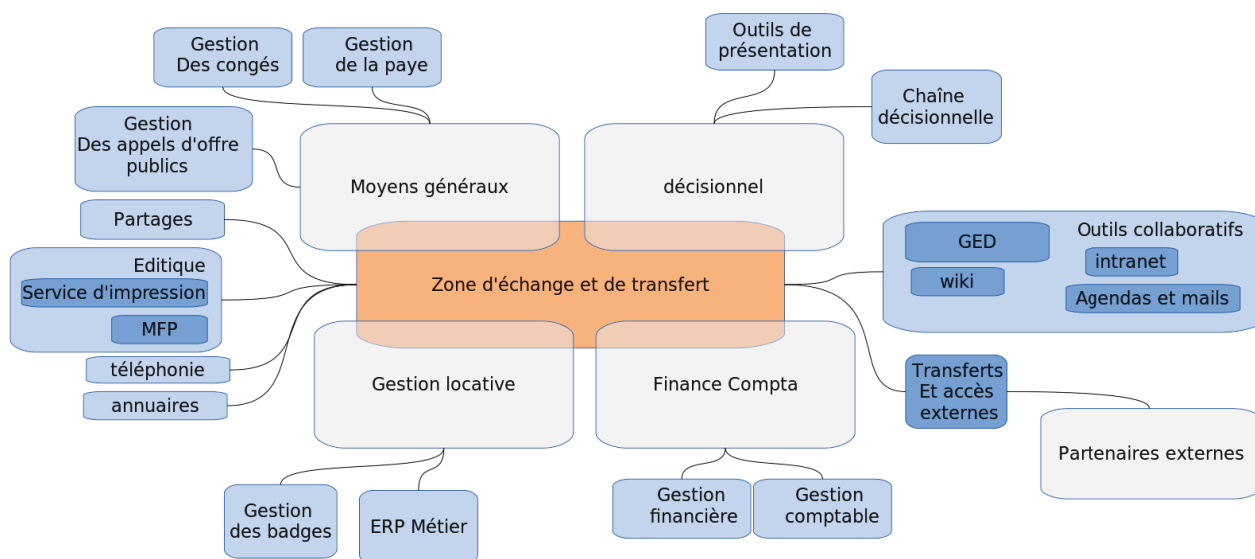 Gestion
Des congés
Gestion
de la paye
Outils de
présentation
Chaîne
décisionnelle
Gestion
Des appels d'offre
publics
Moyens généraux
décisionnel
Partages
Editique
Service d'impression
MFP
téléphonie
annuaires
Zone d'échange et de transfert
GED
Outils collaboratifs
wiki
intranet
Agendas et mails
Gestion locative
Finance Compta
Transferts
Et accès
externes
Partenaires externes
Gestion
des badges
ERP Métier
Gestion
financière
Gestion
comptable